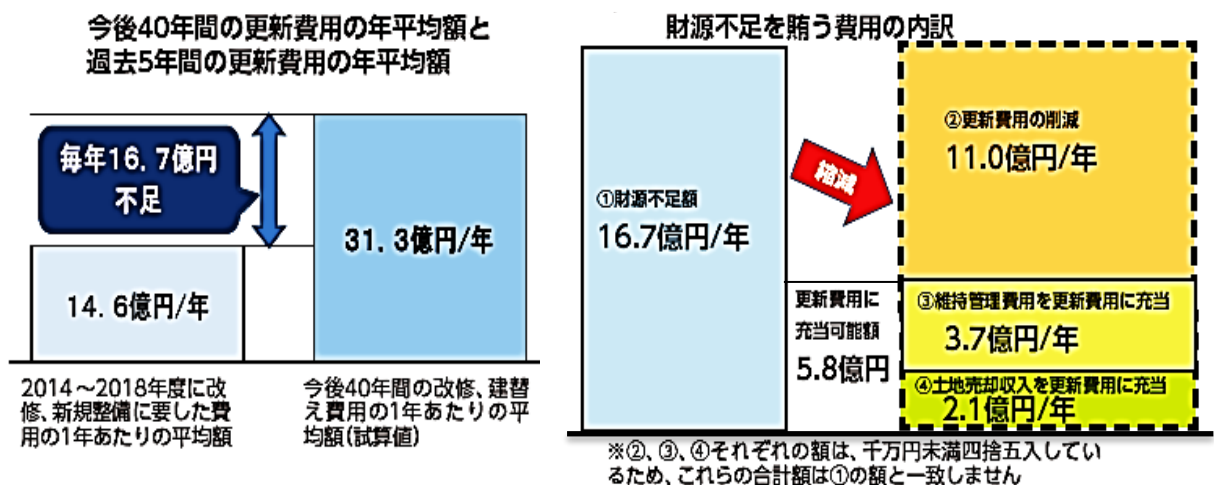 今後40年間の更新費用の年平均額と
過去5年間の更新費用の年平均額
毎年16.7億円
不足
14.6億円/年
31.3億円/年
2014～2018年度に改
修、新規整備に要した費
用の1年あたりの平均額
今後40年間の改修、建替
え費用の1年あたりの平
均額(試算値)
財源不足を賄う費用の内訳
①財源不足額
16.7億円/年
縮減
更新費用に
充当可能額
5.8億円
②更新費用の削減
11.0億円/年
③維持管理費用を更新費用に充当
3.7億円/年
④土地売却収入を更新費用に充当
2.1億円/年
※②、③、④それぞれの額は、千万円未満四捨五入してい
るため、これらの合計額は①の額と一致しません